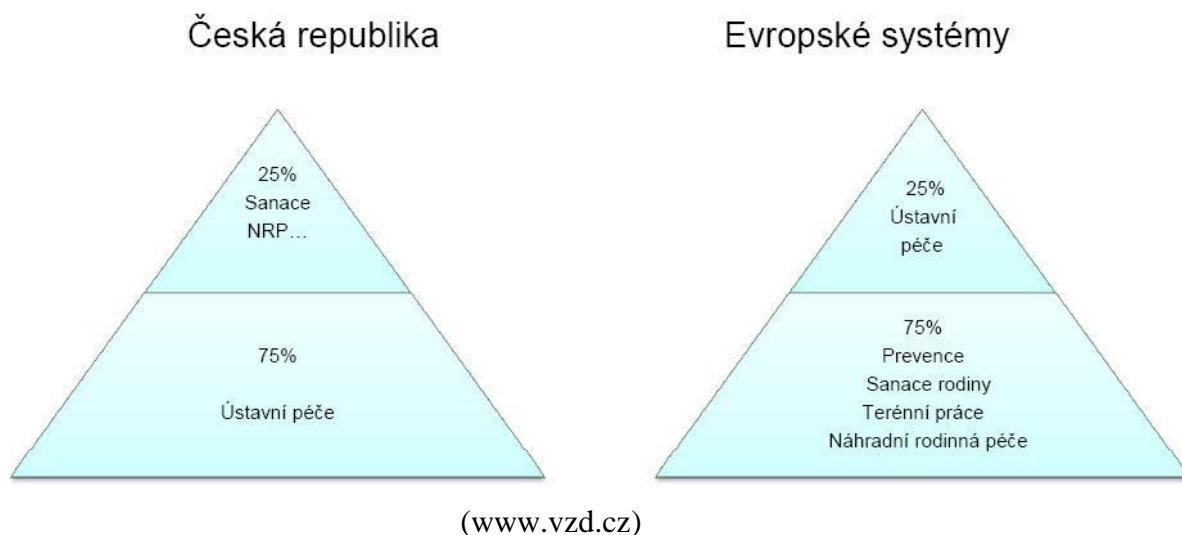 Česká republika
25%
Sanace
NRP...
75%
Ústavní péče
Evropské systémy
25%
Ústavní
péče
75%
Prevence
Sanace rodiny
Terénní práce
Náhradní rodinná péče
(www.vzd.cz)